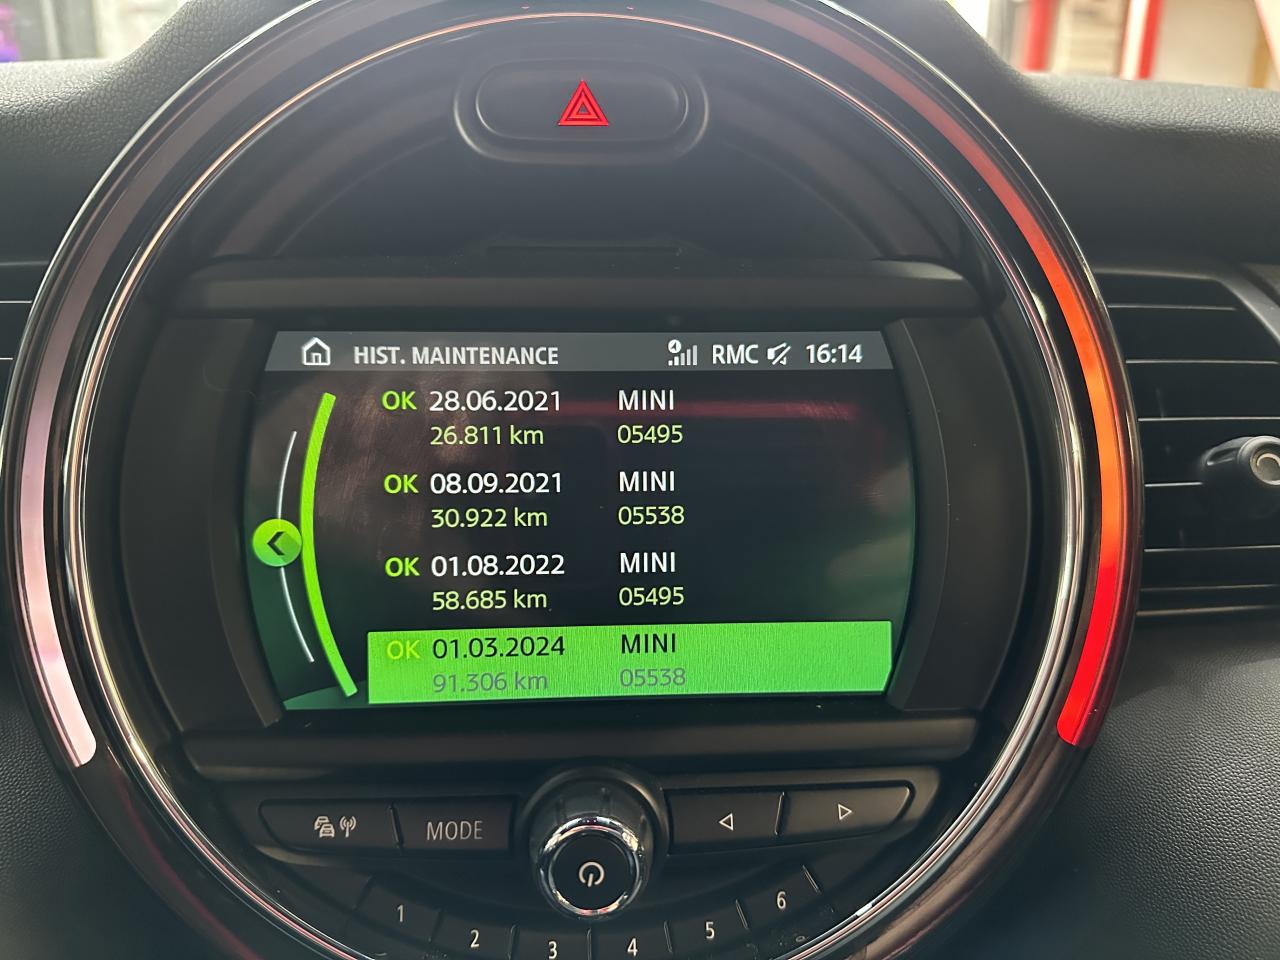 HIST. MAINTENANCE RMC 16:14
OK 28.06.2021 MINI
26.811 km 05495
OK 08.09.2021 MINI
30.922 km 05538
OK 01.08.2022 MINI
58.685 km 05495
OK 01.03.2024 MINI
91.306 km 05538
MODE
1 2 3 4 5 6